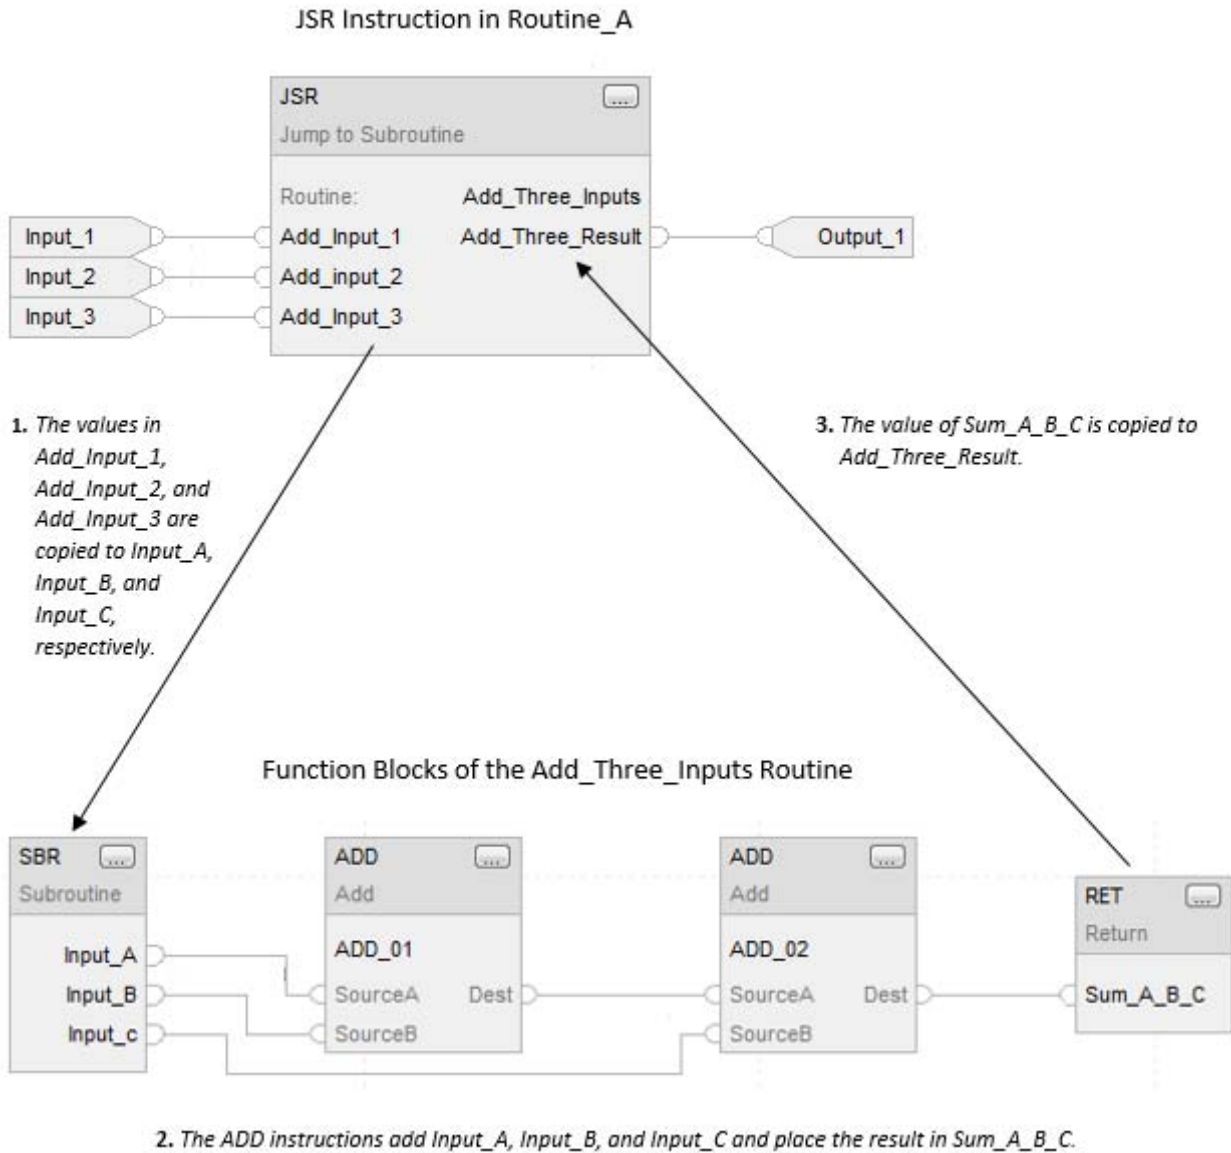 JSR Instruction in Routine_A
JSR
...
Jump to Subroutine
Routine:
Add_Three_Inputs
Input_1
Add_Input_1
Add_Three_Result
Output_1
Input_2
Add_input_2
Input_3
Add_Input_3
1. The values in
Add_Input_1,
Add_Input_2, and
Add_Input_3 are
copied to Input_A,
Input_B, and
Input_C,
respectively.
3. The value of Sum_A_B_C is copied to
Add_Three_Result.
Function Blocks of the Add_Three_Inputs Routine
SBR
...
Subroutine
Input_A
Input_B
Input_c
ADD
...
Add
ADD_01
SourceA
Dest
SourceB
ADD
...
Add
ADD_02
SourceA
Dest
SourceB
RET
...
Return
Sum_A_B_C
2. The ADD instructions add Input_A, Input_B, and Input_C and place the result in Sum_A_B_C.